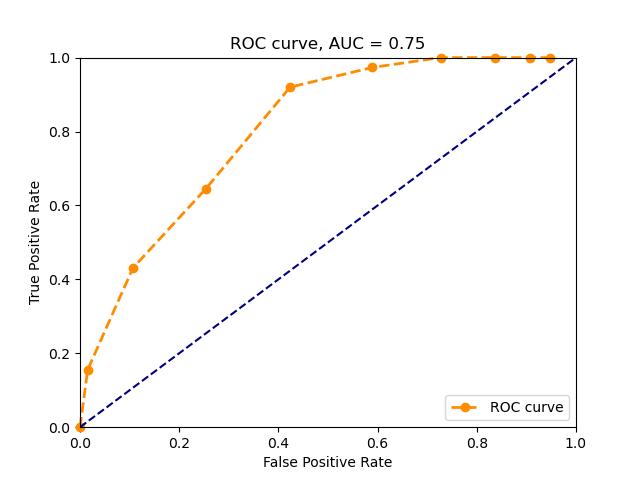 ROC curve, AUC = 0.75
True Positive Rate
1.0
0.8
0.6
0.4
0.2
0.0
0.0 0.2 0.4 0.6 0.8 1.0
False Positive Rate
ROC curve